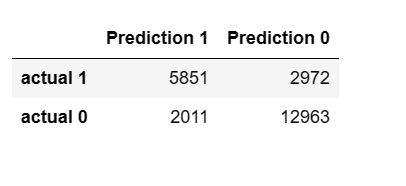 Prediction 1 Prediction 0
actual 1 5851 2972
actual 0 2011 12963